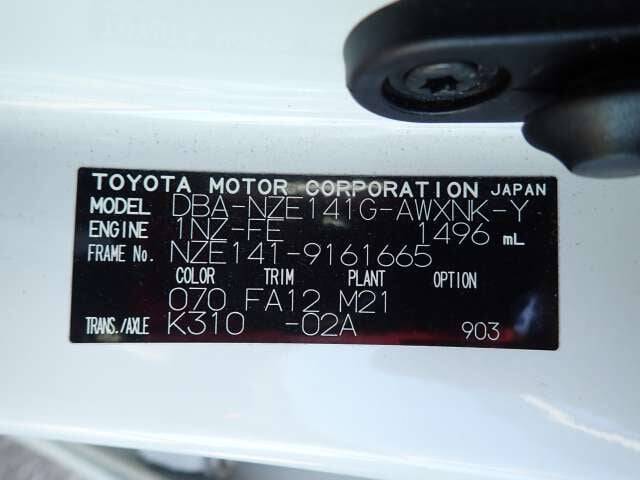 TOYOTA MOTOR CORPORATION JAPAN
MODEL DBA-NZE141G-AWXNK-Y
ENGINE 1NZ-FE 1496 mL
FRAME No. NZE141-9161665
COLOR TRIM PLANT OPTION
070 FA12 M21
TRANS./AXLE K310 -02A 903